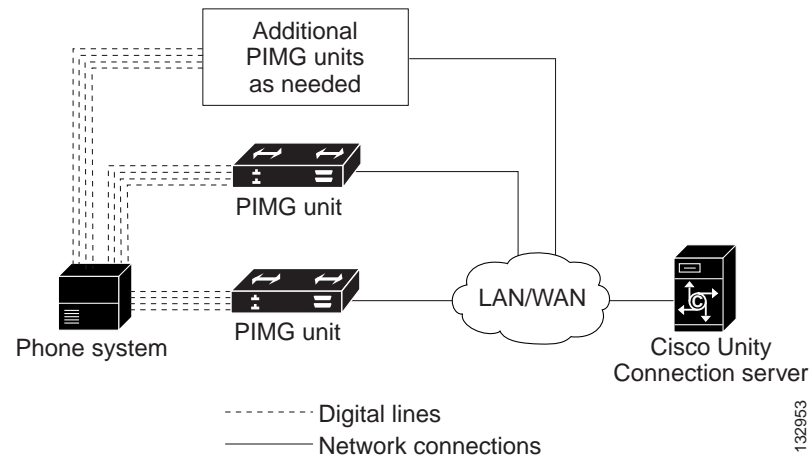 Additional
PIMG units
as needed
PIMG unit
PIMG unit
LAN/WAN
Phone system
Cisco Unity
Connection server
Digital lines
Network connections
132953